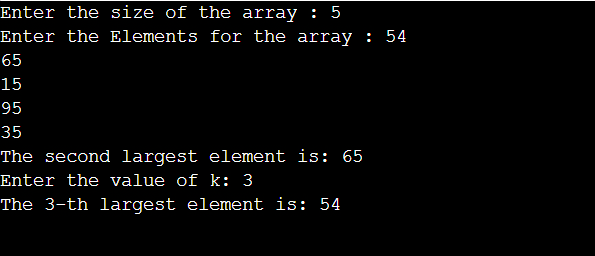 Enter the size of the array : 5
Enter the Elements for the array : 54
65
15
95
35
The second largest element is: 65
Enter the value of k: 3
The 3-th largest element is: 54